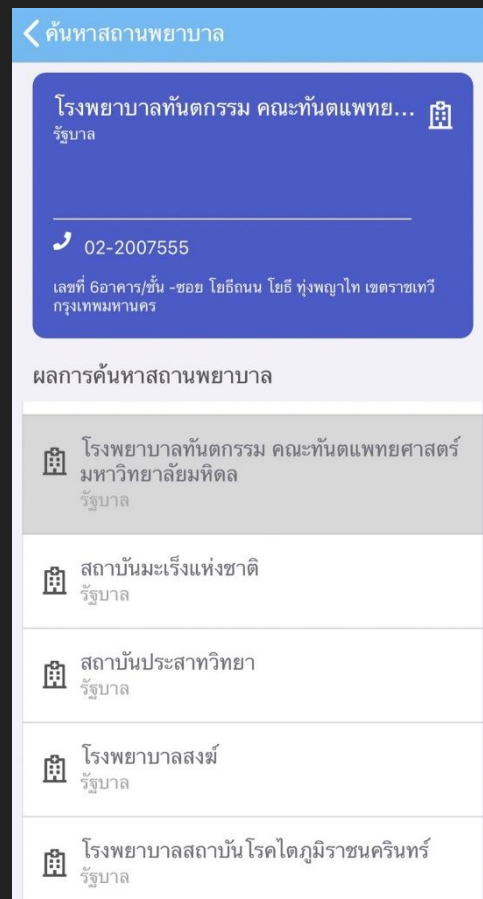 ค้นหาสถานพยาบาล
โรงพยาบาลทันตกรรม คณะทันตแพทย...
รัฐบาล
02-2007555
เลขที่ 6อาคาร/ชั้น -ซอย โยธีถนน โยธี ทุ่งพญาไท เขตราชเทวี
กรุงเทพมหานคร
ผลการค้นหาสถานพยาบาล
โรงพยาบาลทันตกรรม คณะทันตแพทยศาสตร์
มหาวิทยาลัยมหิดล
รัฐบาล
สถาบันมะเร็งแห่งชาติ
รัฐบาล
สถาบันประสาทวิทยา
รัฐบาล
โรงพยาบาลสงฆ์
รัฐบาล
โรงพยาบาลสถาบันโรคไตภูมิราชนครินทร์
รัฐบาล